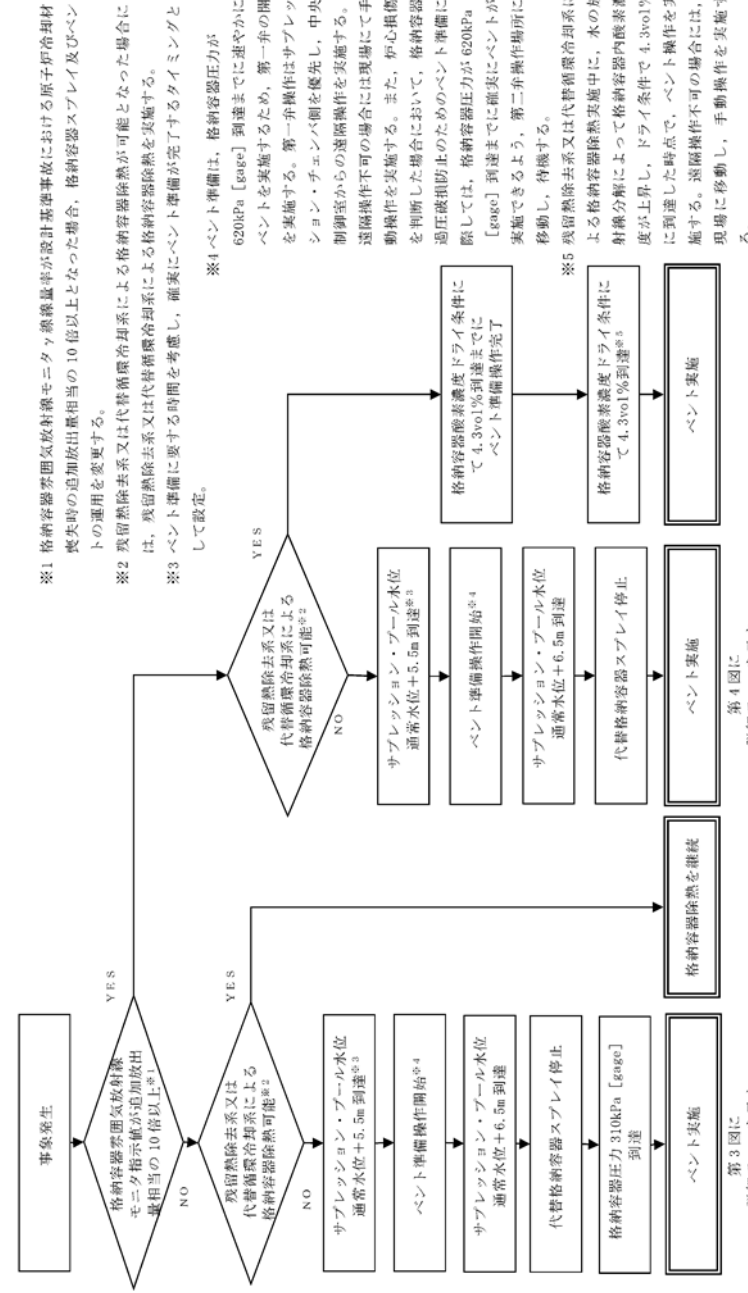 事象発生
格納容器雰囲気放射線
モニタ指示値が追加放出
量相当の10倍以上※1
YES
NO
残留熱除去系又は
代替循環冷却系による
格納容器除熱可能※2
YES
NO
サプレッション・プール水位
通常水位+5.5m到達※3
ベント準備操作開始※4
サプレッション・プール水位
通常水位+6.5m到達
代替格納容器スプレイ停止
格納容器圧力 310kPa [gage]
到達
ベント実施
第3図に
格納容器除熱を継続
残留熱除去系又は
代替循環冷却系による
格納容器除熱可能※2
YES
NO
サプレッション・プール水位
通常水位+5.5m到達※3
ベント準備操作開始※4
サプレッション・プール水位
通常水位+6.5m到達
代替格納容器スプレイ停止
ベント実施
第4図に
格納容器酸素濃度ドライ条件に
て4.3vol%到達までに
ベント準備操作完了
格納容器酸素濃度ドライ条件に
て4.3vol%到達※5
ベント実施
※1 格納容器雰囲気放射線モニタγ線線量率が設計基準事故における原子炉冷却材
喪失時の追加放出量相当の10倍以上となった場合,格納容器スプレイ及びベン
トの運用を変更する。
※2 残留熱除去系又は代替循環冷却系による格納容器除熱が可能となった場合に
は,残留熱除去系又は代替循環冷却系による格納容器除熱を実施する。
※3 ベント準備に要する時間を考慮し,確実にベント準備が完了するタイミングと
して設定。
※4 ベント準備は,格納容器圧力が
620kPa [gage] 到達までに速やかに
ベントを実施するため,第一弁の開
を実施する。第一弁操作はサプレッ
ション・チェンバ側を優先し,中央
制御室からの遠隔操作を実施する。
遠隔操作不可の場合には現場にて手
動操作を実施する。また,炉心損傷
を判断した場合において,格納容器
過圧破損防止のためのベント準備に
際しては,格納容器圧力が 620kPa
[gage] 到達までに確実にベントが
実施できるよう,第二弁操作場所に
移動し,待機する。
※5 残留熱除去系又は代替循環冷却系に
よる格納容器除熱実施中に,水の放
射線分解によって格納容器内酸素濃
度が上昇し,ドライ条件で 4.3vol%
に到達した時点で,ベント操作を実
施する。遠隔操作不可の場合には,
現場に移動し,手動操作を実施す
る。